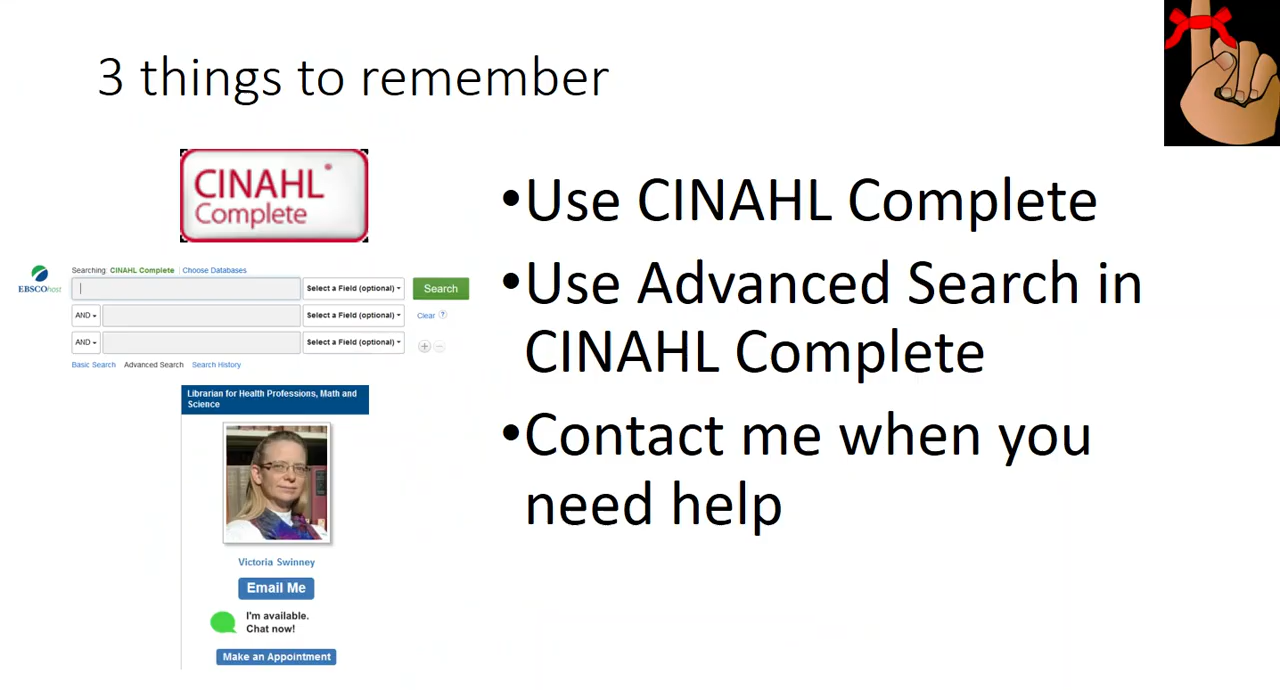 3 things to remember
CINAHL
Complete
EBSCOhost
Searching: CINAHL Complete | Choose Databases
Select a Field (optional)
Search
AND
Select a Field (optional)
Clear ?
AND
Select a Field (optional)
Basic Search Advanced Search Search History
Librarian for Health Professions, Math and
Science
Victoria Swinney
Email Me
I'm available.
Chat now!
Make an Appointment
•Use CINAHL Complete
•Use Advanced Search in
CINAHL Complete
•Contact me when you
need help